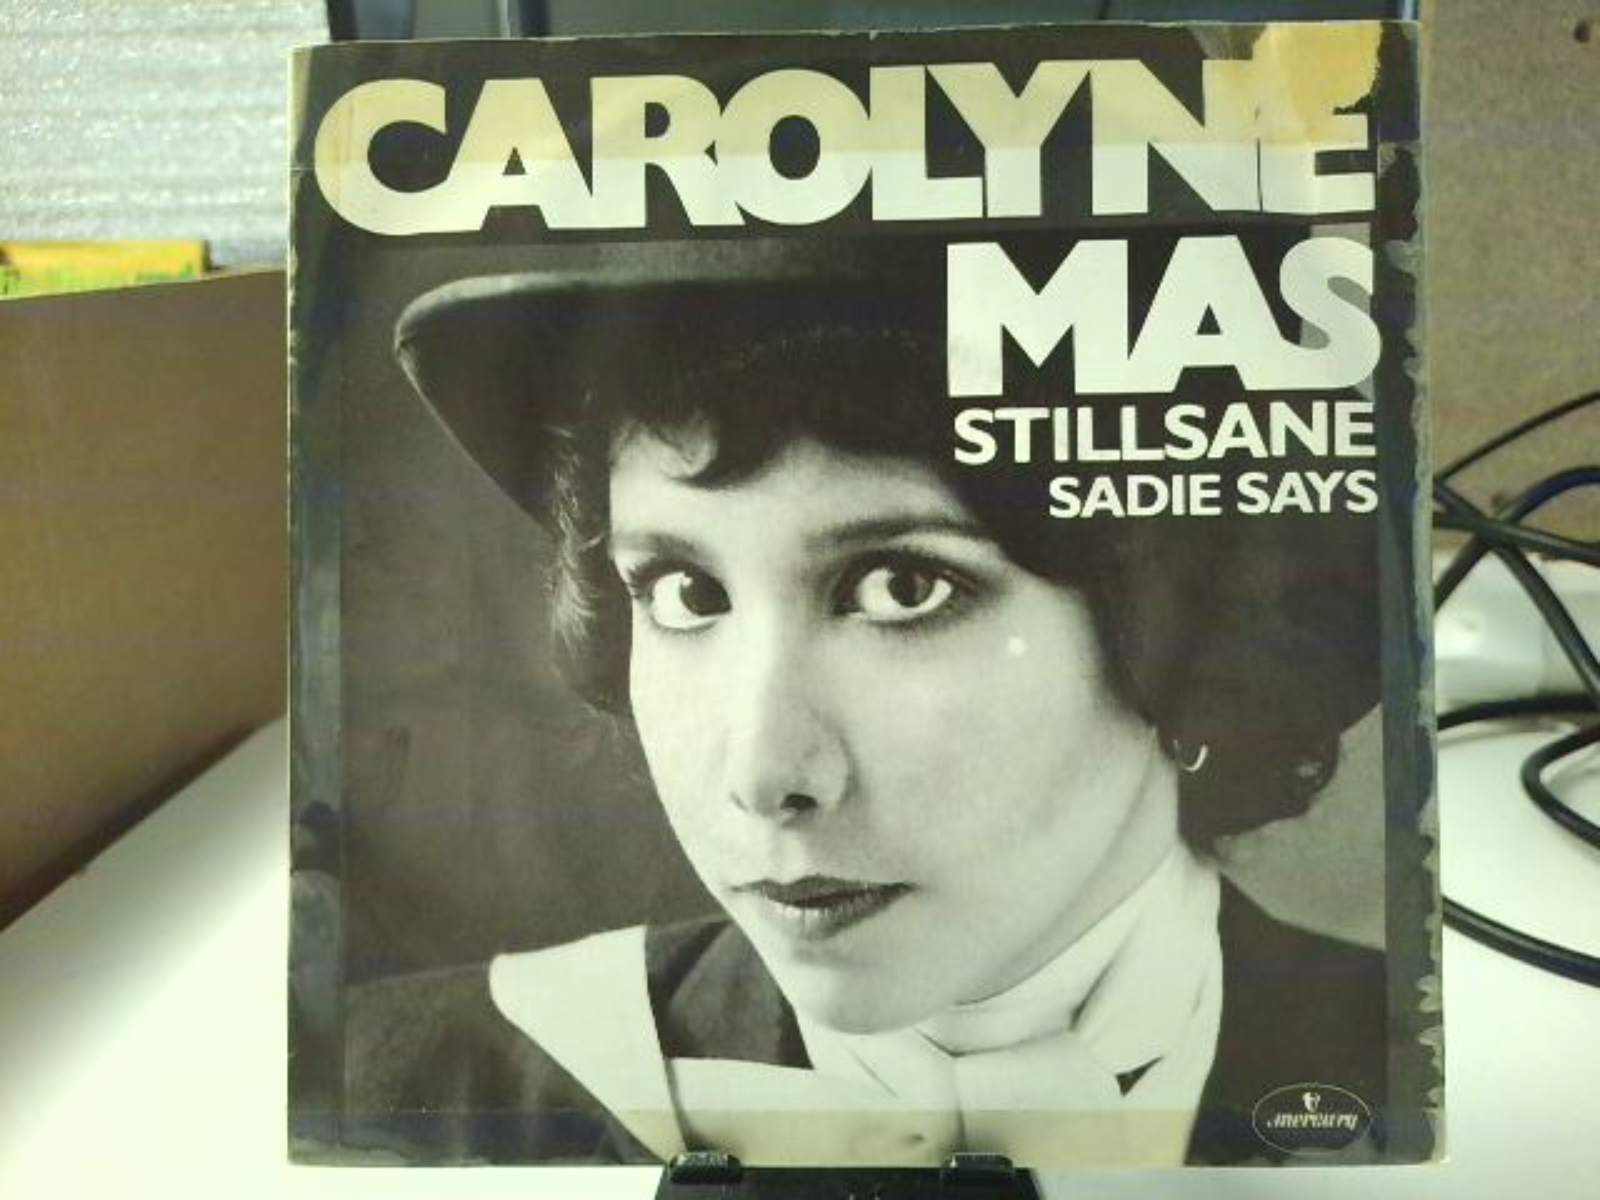 CAROLYNE
MAS
STILLSANE
SADIE SAYS
mercury